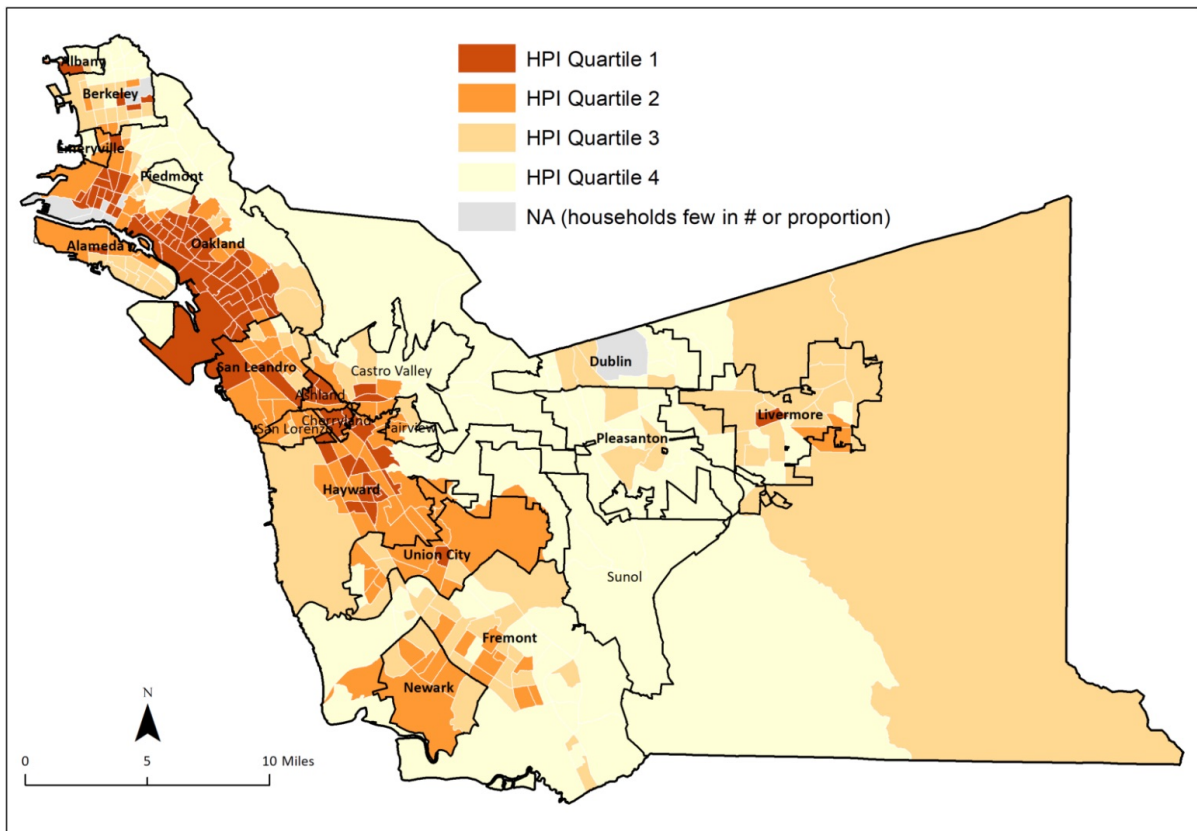 HPI Quartile 1
HPI Quartile 2
HPI Quartile 3
HPI Quartile 4
NA (households few in # or proportion)
Albany
Berkeley
Emeryville
Piedmont
Oakland
Alameda
San Leandro
Ashland
Castro Valley
Cherryland
San Lorenzo
Fairview
Dublin
Livermore
Pleasanton
Hayward
Union City
Sunol
Fremont
Newark
N
0 5 10 Miles